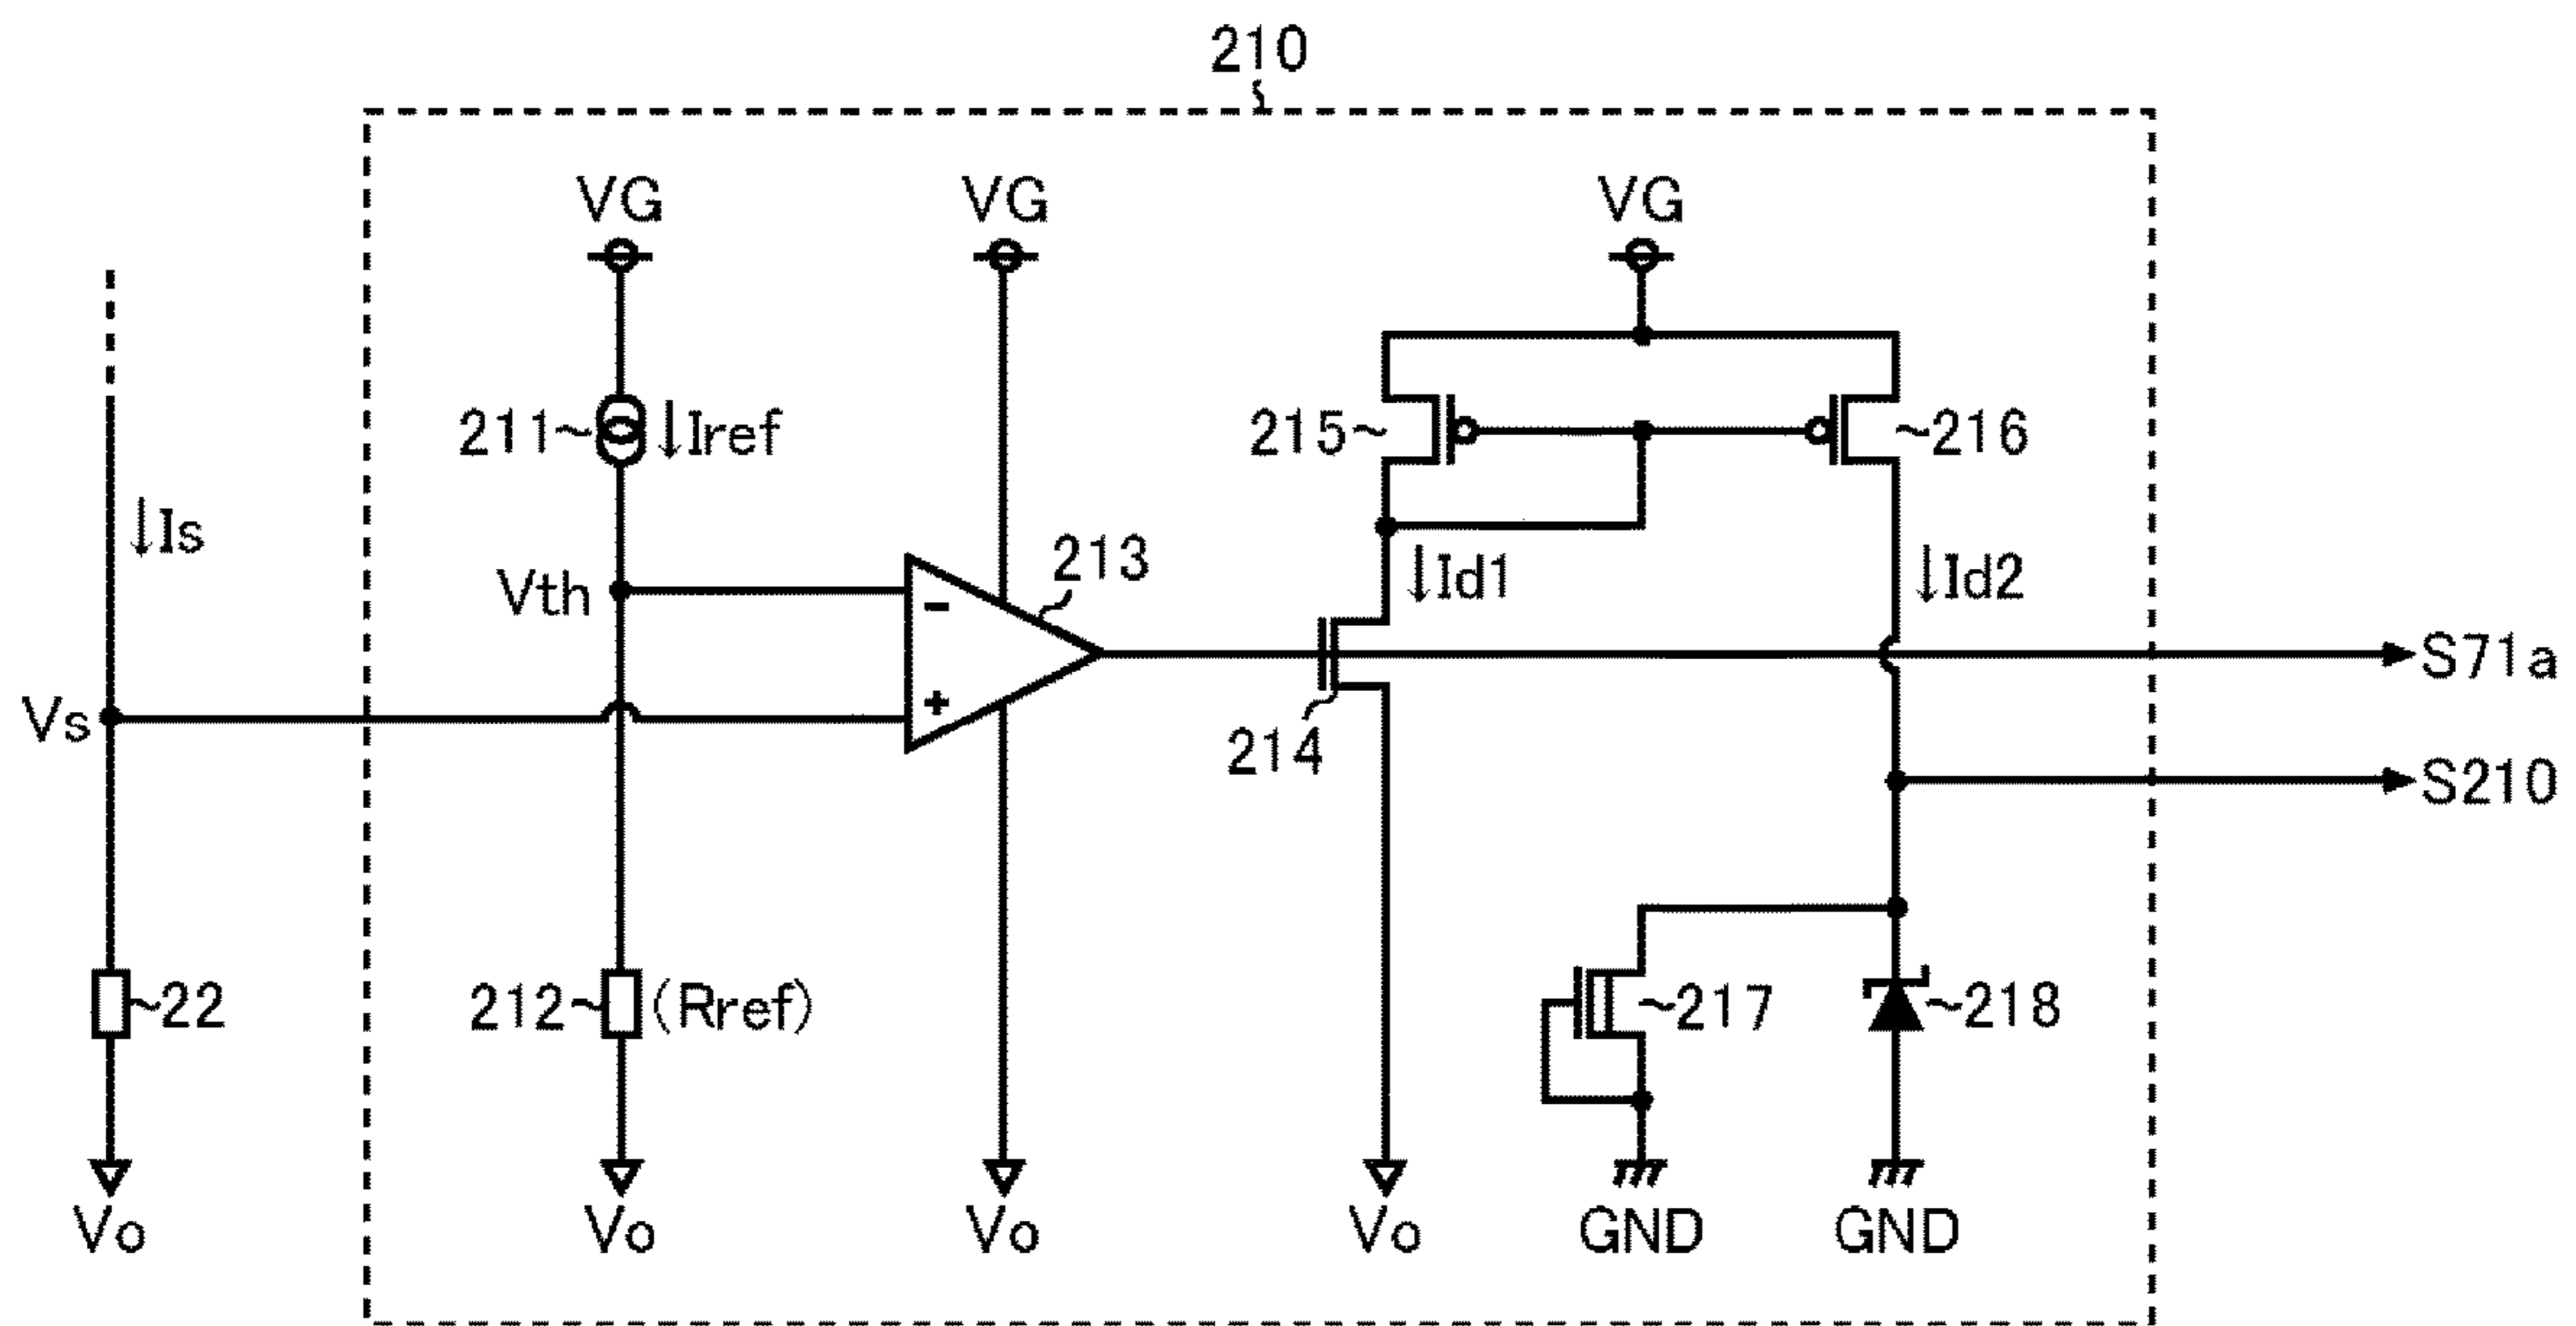 210
VG VG VG
211 Iref 215 216
Is
Vth 213 Id1 Id2
S71a
Vs 214
S210
22 212 (Rref) 217 218
Vo Vo Vo Vo GND GND
- +